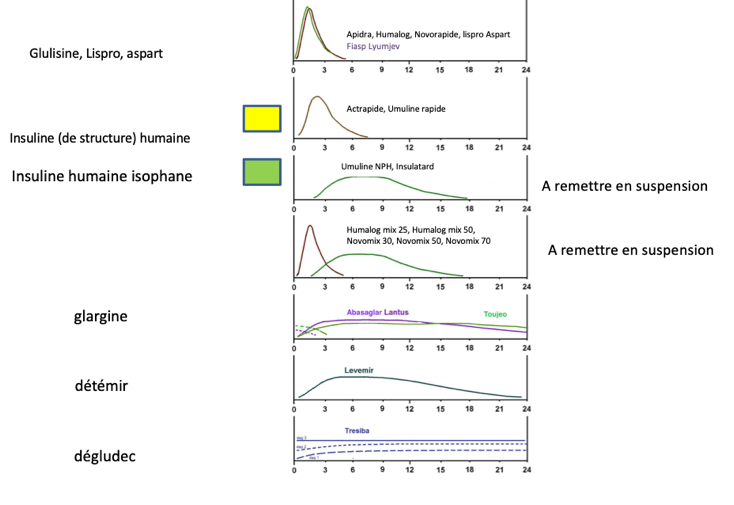 Apidra, Humalog, Novorapide, lispro Aspart
Fiasp Lyumjev
Glulisine, Lispro, aspart
0 3 6 9 12 15 18 21 24
Actrapide, Umuline rapide
Insuline (de structure) humaine
0 3 6 9 12 15 18 21 24
Umuline NPH, Insulatard
Insuline humaine isophane
A remettre en suspension
0 3 6 9 12 15 18 21 24
Humalog mix 25, Humalog mix 50,
Novomix 30, Novomix 50, Novomix 70
A remettre en suspension
0 3 6 9 12 15 18 21 24
glargine
Abasaglar Lantus Toujeo
0 3 6 9 12 15 18 21 24
Levemir
détémir
0 3 6 9 12 15 18 21 24
Tresiba
dégludec
0 3 6 9 12 15 18 21 24